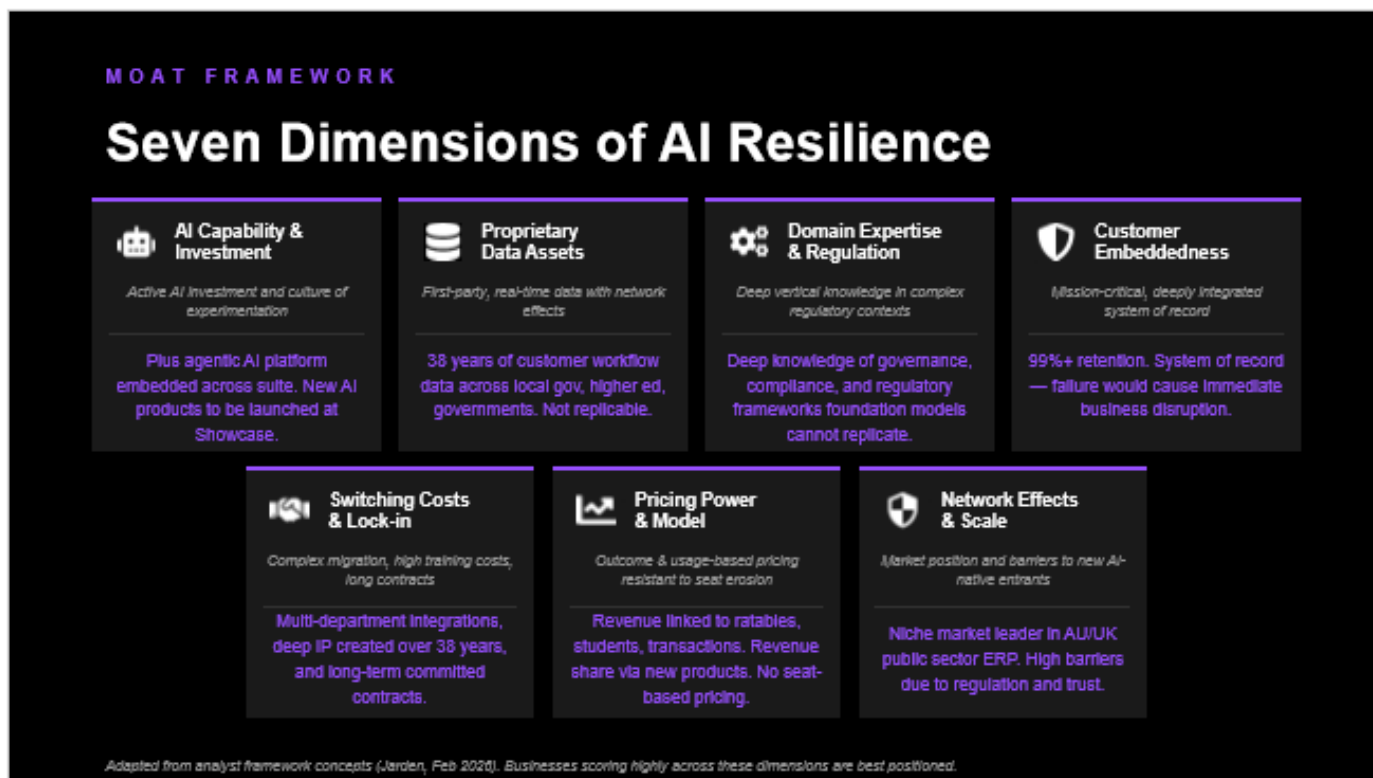 MOAT FRAMEWORK
Seven Dimensions of AI Resilience
AI Capability &
Investment
Active AI investment and culture of
experimentation
Plus agentic AI platform
embedded across suite. New AI
products to be launched at
Showcase.
Proprietary
Data Assets
First-party, real-time data with network
effects
38 years of customer workflow
data across local gov, higher ed,
governments. Not replicable.
Domain Expertise
& Regulation
Deep vertical knowledge in complex
regulatory contexts
Deep knowledge of governance,
compliance, and regulatory
frameworks foundation models
cannot replicate.
Customer
Embeddedness
Mission-critical, deeply integrated
system of record
99%+ retention. System of record
— failure would cause immediate
business disruption.
Switching Costs
& Lock-in
Complex migration, high training costs,
long contracts
Multi-department integrations,
deep IP created over 38 years,
and long-term committed
contracts.
Pricing Power
& Model
Outcome & usage-based pricing
resistant to seat erosion
Revenue linked to ratables,
students, transactions. Revenue
share via new products. No seat-
based pricing.
Network Effects
& Scale
Market position and barriers to new AI-
native entrants
Niche market leader in AU/UK
public sector ERP. High barriers
due to regulation and trust.
Adapted from analyst framework concepts (Jarden, Feb 2026). Businesses scoring highly across these dimensions are best positioned.